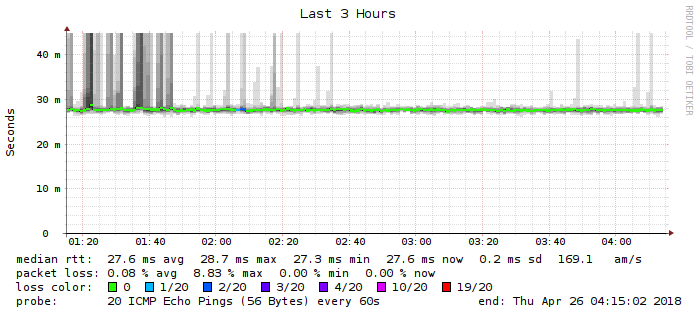 Last 3 Hours
RRDTOOL / TOBI OETIKER
Seconds
40 m
30 m
20 m
10 m
0
01:20 01:40 02:00 02:20 02:40 03:00 03:20 03:40 04:00
median rtt: 27.6 ms avg 28.7 ms max 27.3 ms min 27.6 ms now 0.2 ms sd 169.1 am/s
packet loss: 0.08 % avg 8.83 % max 0.00 % min 0.00 % now
loss color: 0 1/20 2/20 3/20 4/20 10/20 19/20
probe: 20 ICMP Echo Pings (56 Bytes) every 60s end: Thu Apr 26 04:15:02 2018